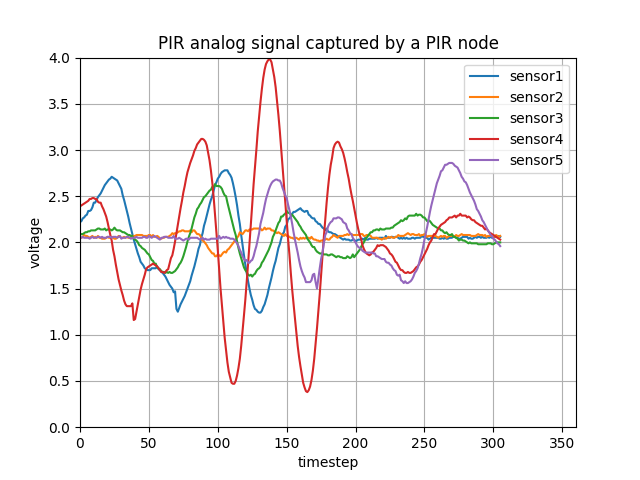 PIR analog signal captured by a PIR node
4.0
3.5
3.0
2.5
2.0
1.5
1.0
0.5
0.0
voltage
sensor1
sensor2
sensor3
sensor4
sensor5
0 50 100 150 200 250 300 350
timestep